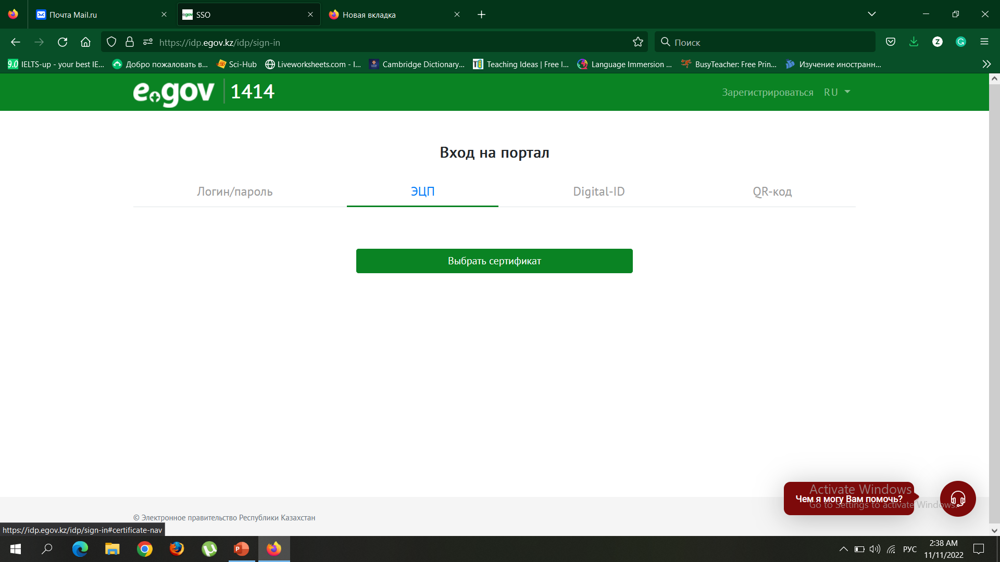 Почта Mail.ru
SSO
Новая вкладка
https://idp.egov.kz/idp/sign-in
Поиск
IELTS-up - your best IE...
Добро пожаловать в...
Sci-Hub
Liveworksheets.com - I...
Cambridge Dictionary...
Teaching Ideas | Free I...
Language Immersion ...
BusyTeacher: Free Prin...
Изучение иностранн...
egov 1414
Зарегистрироваться
RU
Вход на портал
Логин/пароль
ЭЦП
Digital-ID
QR-код
Выбрать сертификат
Activate Windows
Чем я могу Вам помочь?
Go to Settings to activate Windows.
© Электронное правительство Республики Казахстан
https://idp.egov.kz/idp/sign-in#certificate-nav
РУС
2:38 AM
11/11/2022